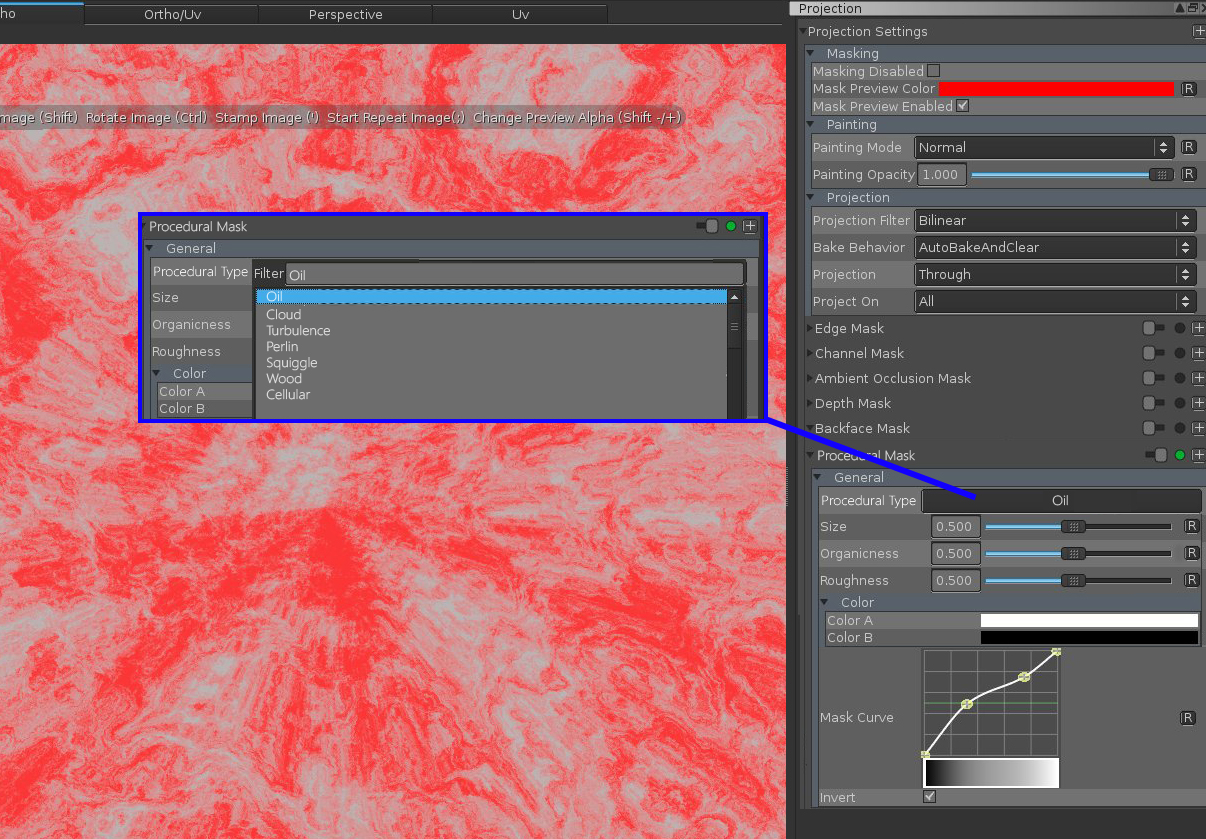 ho
Ortho/Uv
Perspective
Uv
mage (Shift) Rotate Image (Ctrl) Stamp Image (') Start Repeat Image(;) Change Preview Alpha (Shift -/+)
Procedural Mask
General
Procedural Type Filter Oil
Size
Organicness
Roughness
Color
Color A
Color B
Oil
Cloud
Turbulence
Perlin
Squiggle
Wood
Cellular
Projection
Projection Settings
Masking
Masking Disabled
Mask Preview Color R
Mask Preview Enabled
Painting
Painting Mode Normal R
Painting Opacity 1.000 R
Projection
Projection Filter Bilinear
Bake Behavior AutoBakeAndClear
Projection Through
Project On All
Edge Mask
Channel Mask
Ambient Occlusion Mask
Depth Mask
Backface Mask
Procedural Mask
General
Procedural Type Oil
Size 0.500 R
Organicness 0.500 R
Roughness 0.500 R
Color
Color A
Color B
Mask Curve R
Invert